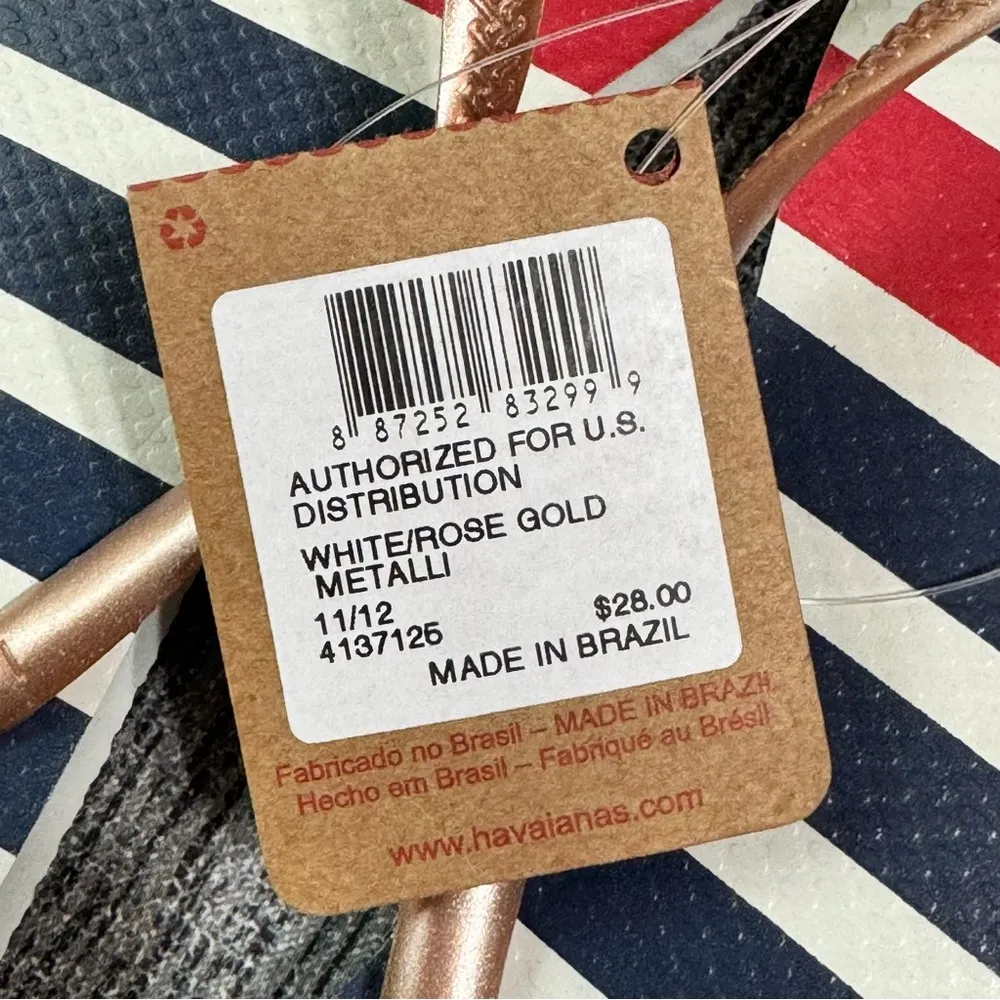 8 87252 83299 9
AUTHORIZED FOR U.S.
DISTRIBUTION
WHITE/ROSE GOLD
METALLI
11/12 $28.00
4137126
MADE IN BRAZIL
Fabricado no Brasil – MADE IN BRAZIL
Hecho em Brasil – Fabriqué au Brésil
www.havaianas.com